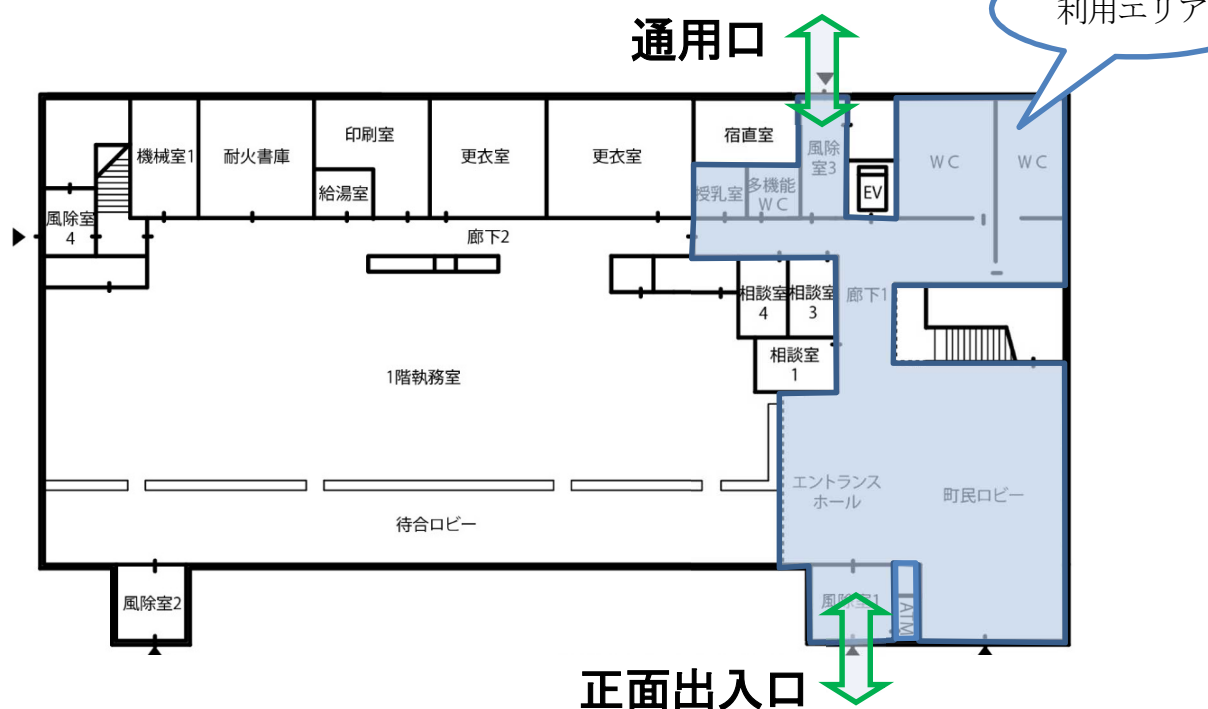 利用エリア
通用口
機械室1
耐火書庫
印刷室
給湯室
更衣室
更衣室
宿直室
風除
室3
WC
WC
EV
授乳室
多機能
WC
風除室
4
廊下2
相談室
4
相談室
3
廊下1
相談室
1
1階執務室
エントランス
ホール
町民ロビー
待合ロビー
風除室2
風除室1
ATM
正面出入口